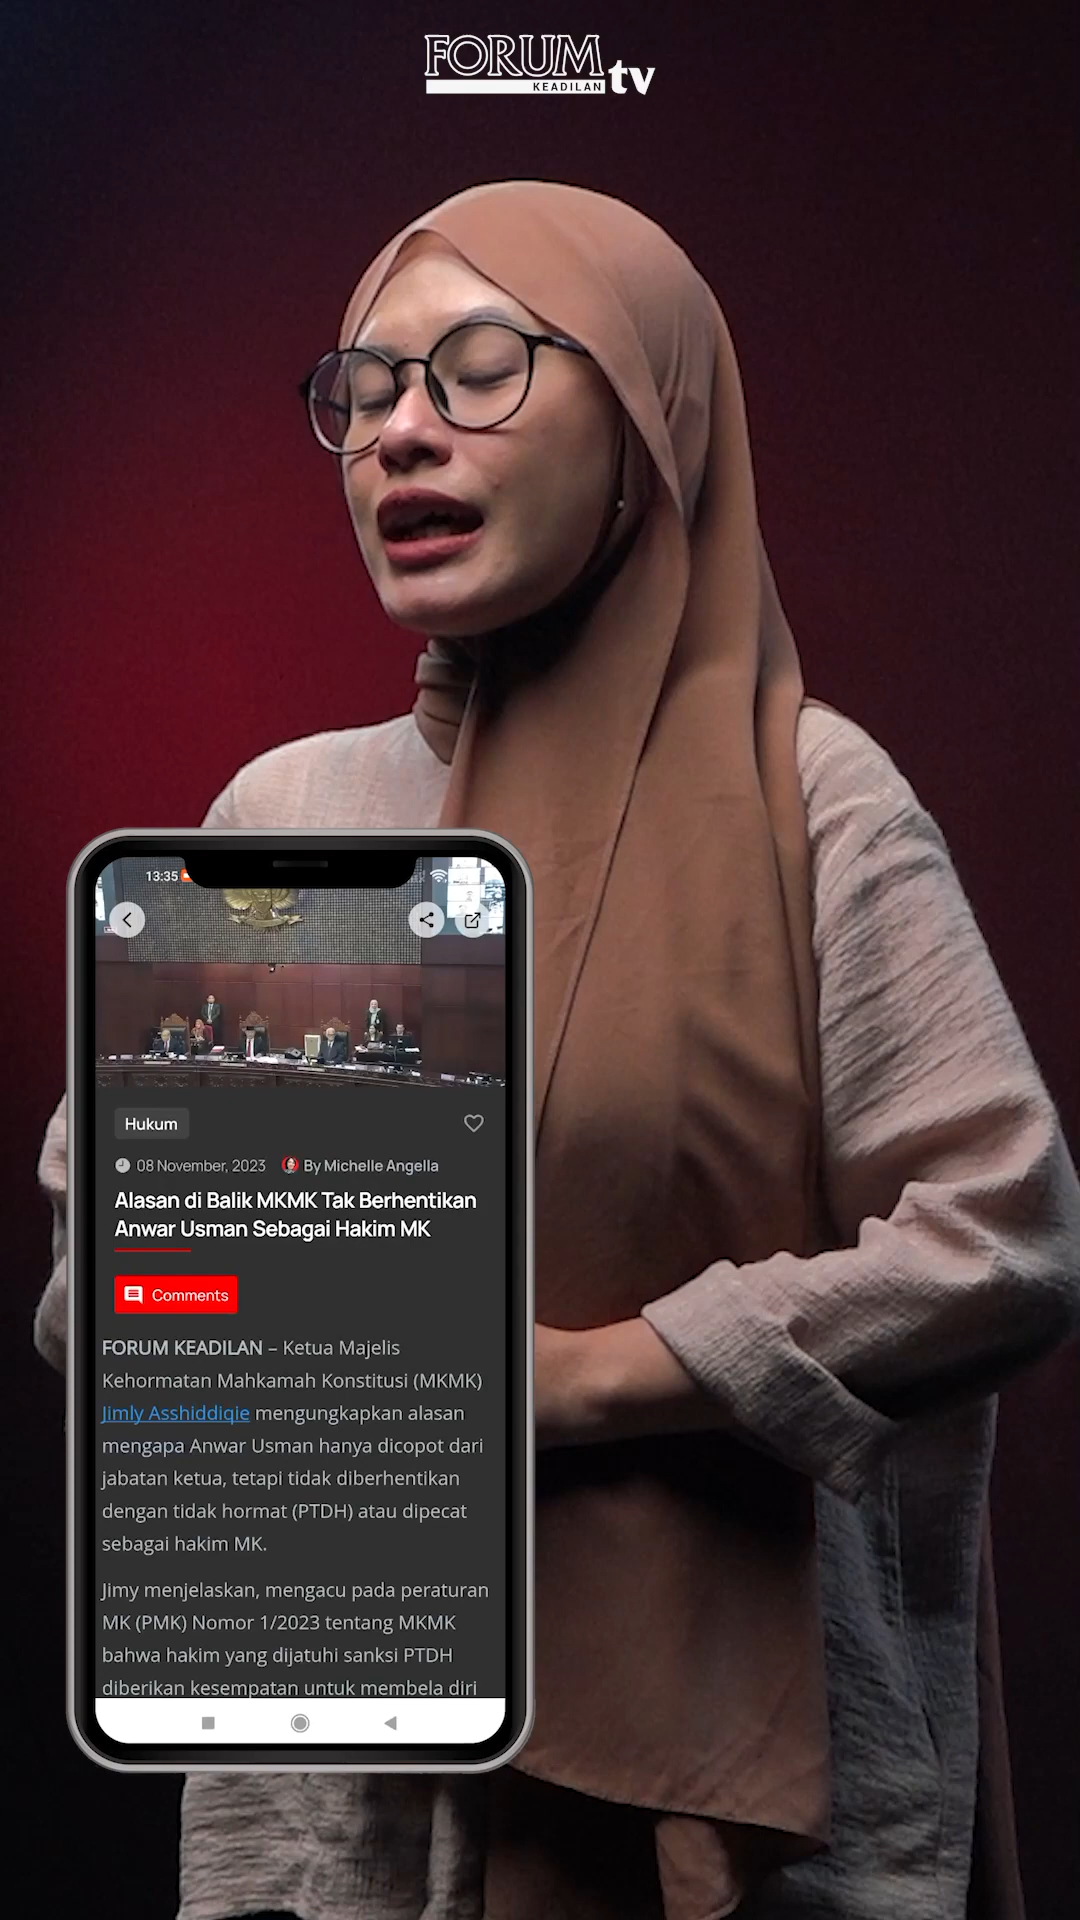 FORUM
KEADILAN tv
13:35
Hukum
08 November, 2023 By Michelle Angella
Alasan di Balik MKMK Tak Berhentikan
Anwar Usman Sebagai Hakim MK
Comments
FORUM KEADILAN – Ketua Majelis
Kehormatan Mahkamah Konstitusi (MKMK)
Jimly Asshiddiqie mengungkapkan alasan
mengapa Anwar Usman hanya dicopot dari
jabatan ketua, tetapi tidak diberhentikan
dengan tidak hormat (PTDH) atau dipecat
sebagai hakim MK.
Jimy menjelaskan, mengacu pada peraturan
MK (PMK) Nomor 1/2023 tentang MKMK
bahwa hakim yang dijatuhi sanksi PTDH
diberikan kesempatan untuk membela diri